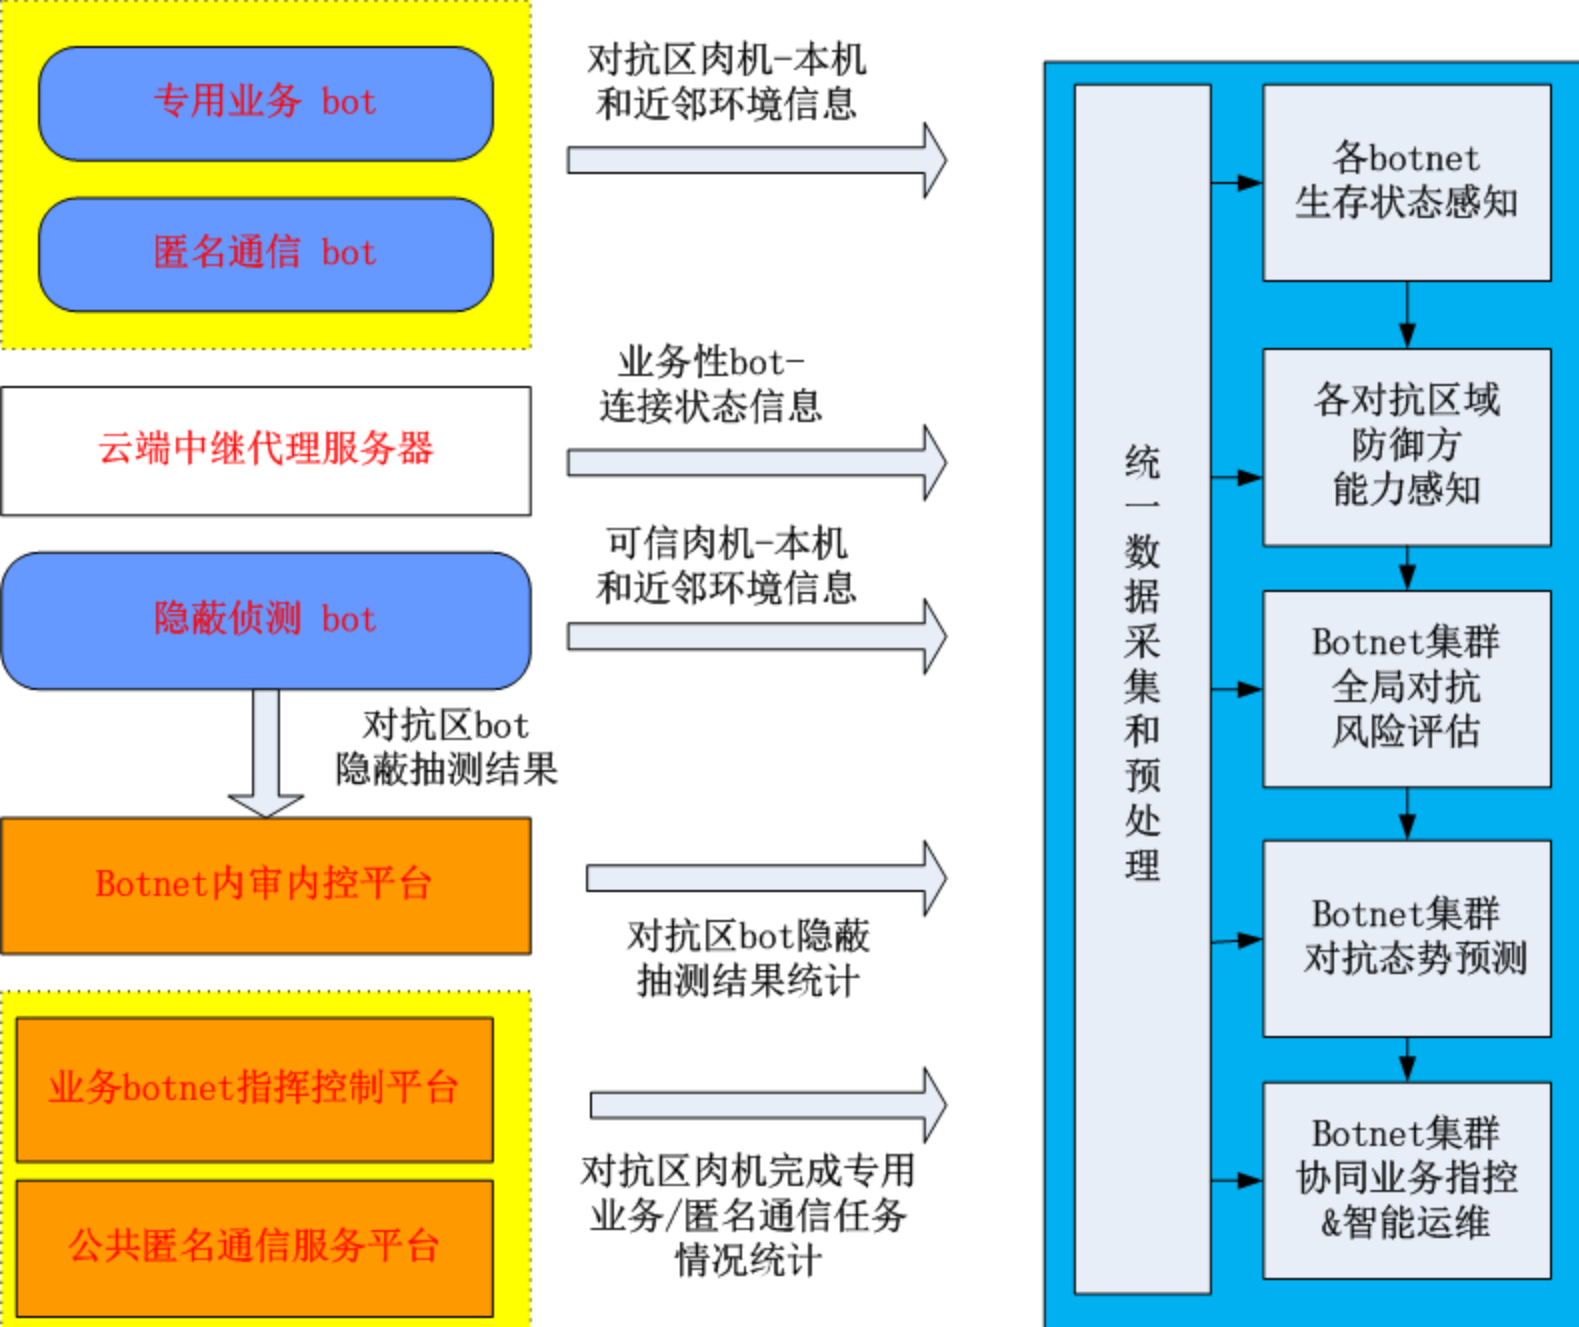 专用业务 bot
匿名通信 bot
对抗区肉机-本机
和近邻环境信息
云端中继代理服务器
业务性bot-
连接状态信息
隐蔽侦测 bot
可信肉机-本机
和近邻环境信息
对抗区bot
隐蔽抽测结果
Botnet内审内控平台
对抗区bot隐蔽
抽测结果统计
业务botnet指挥控制平台
公共匿名通信服务平台
对抗区肉机完成专用
业务/匿名通信任务
情况统计
统一数据采集和预处理
各botnet
生存状态感知
各对抗区域
防御方
能力感知
Botnet集群
全局对抗
风险评估
Botnet集群
对抗态势预测
Botnet集群
协同业务指控
&智能运维